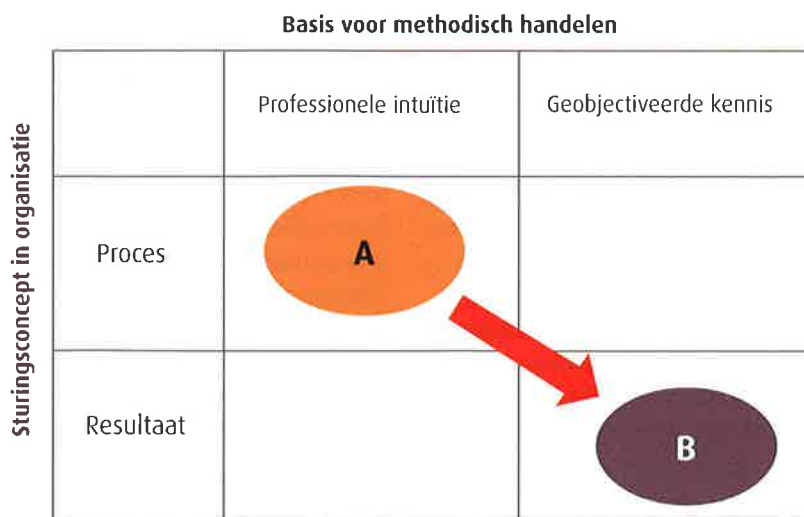 Basis voor methodisch handelen
Sturingsconcept in organisatie
Professionele intuïtie
Geobjectiveerde kennis
Proces
A
Resultaat
B